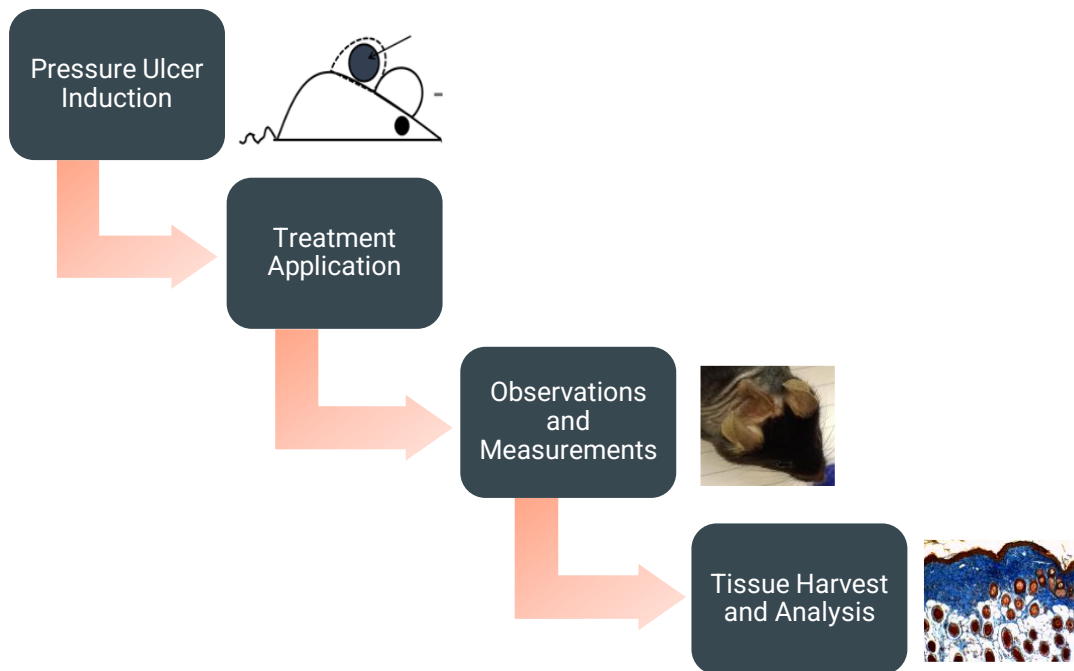 Pressure Ulcer
Induction
Treatment
Application
Observations
and
Measurements
Tissue Harvest
and Analysis